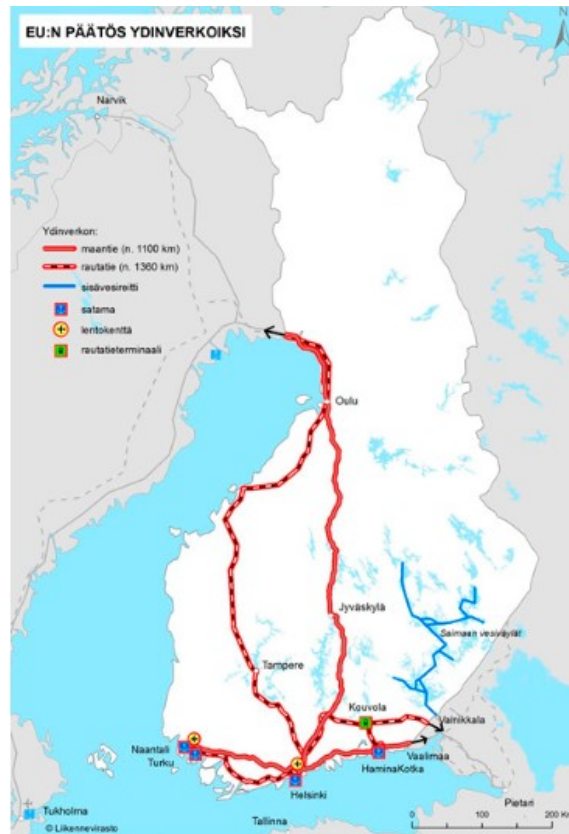 EU:N PÄÄTÖS YDINVERKOIKSI
N
Narvik
Ydinverkon:
maantie (n. 1100 km)
rautatie (n. 1360 km)
sisävesireitti
satama
lentokenttä
rautatieterminaali
Oulu
Jyväskylä
Saimaan vesiväylät
Tampere
Kouvola
Vainikkala
Naantali
Turku
Vaalimaa
HaminaKotka
Helsinki
Pietari
Tukholma
Tallinna
0 100 200 Km
© Liikennevirasto